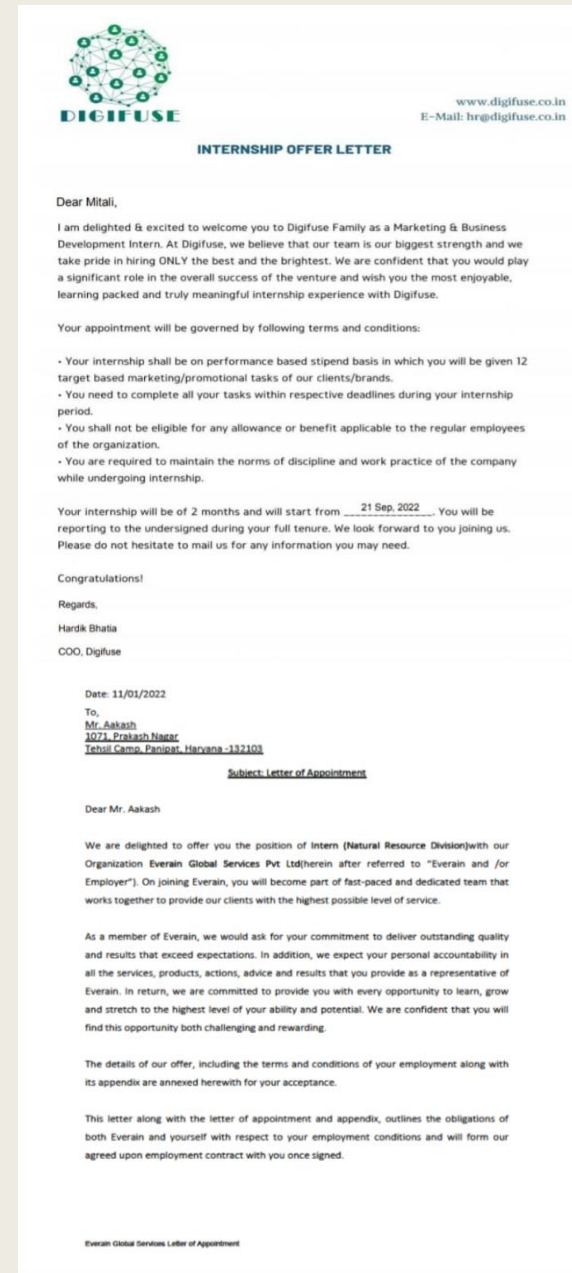 DIGIFUSE
www.digifuse.co.in
E-Mail: hr@digifuse.co.in
INTERNSHIP OFFER LETTER
Dear Mitali,
I am delighted & excited to welcome you to Digifuse Family as a Marketing & Business
Development Intern. At Digifuse, we believe that our team is our biggest strength and we
take pride in hiring ONLY the best and the brightest. We are confident that you would play
a significant role in the overall success of the venture and wish you the most enjoyable,
learning packed and truly meaningful internship experience with Digifuse.
Your appointment will be governed by following terms and conditions:
• Your internship shall be on performance based stipend basis in which you will be given 12
target based marketing/promotional tasks of our clients/brands.
• You need to complete all your tasks within respective deadlines during your internship
period.
• You shall not be eligible for any allowance or benefit applicable to the regular employees
of the organization.
• You are required to maintain the norms of discipline and work practice of the company
while undergoing internship.
Your internship will be of 2 months and will start from 21 Sep, 2022. You will be
reporting to the undersigned during your full tenure. We look forward to you joining us.
Please do not hesitate to mail us for any information you may need.
Congratulations!
Regards,
Hardik Bhatia
COO, Digifuse
Date: 11/01/2022
To,
Mr. Aakash
1071, Prakash Nagar
Tehsil Camp, Panipat, Haryana -132103
Subject: Letter of Appointment
Dear Mr. Aakash
We are delighted to offer you the position of Intern (Natural Resource Division)with our
Organization Everain Global Services Pvt Ltd(herein after referred to "Everain and /or
Employer"). On joining Everain, you will become part of fast-paced and dedicated team that
works together to provide our clients with the highest possible level of service.
As a member of Everain, we would ask for your commitment to deliver outstanding quality
and results that exceed expectations. In addition, we expect your personal accountability in
all the services, products, actions, advice and results that you provide as a representative of
Everain. In return, we are committed to provide you with every opportunity to learn, grow
and stretch to the highest level of your ability and potential. We are confident that you will
find this opportunity both challenging and rewarding.
The details of our offer, including the terms and conditions of your employment along with
its appendix are annexed herewith for your acceptance.
This letter along with the letter of appointment and appendix, outlines the obligations of
both Everain and yourself with respect to your employment conditions and will form our
agreed upon employment contract with you once signed.
Everain Global Services Letter of Appointment